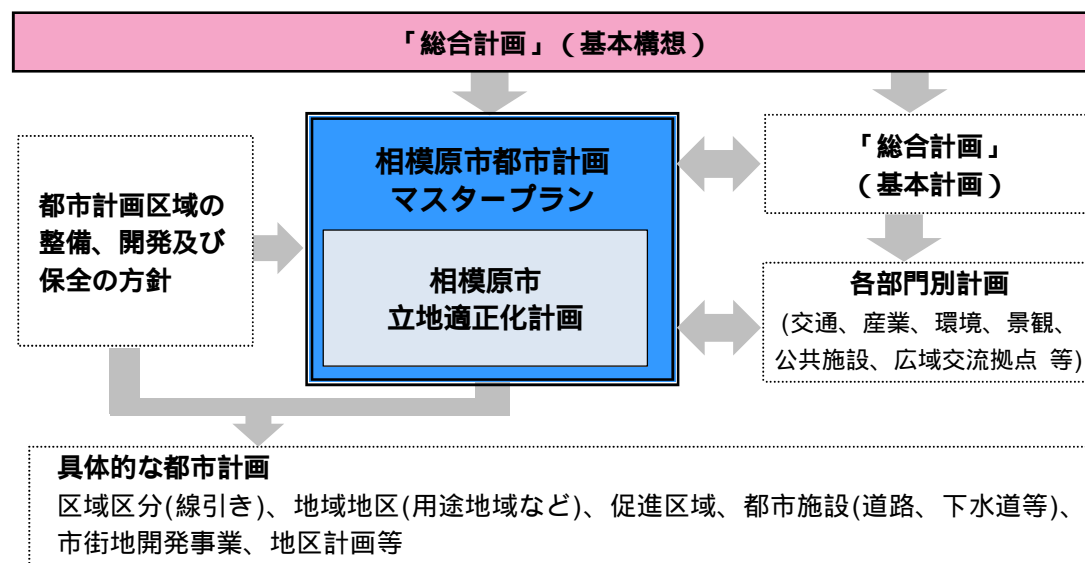 「総合計画」(基本構想)
相模原市都市計画
マスタープラン
相模原市
立地適正化計画
都市計画区域の
整備、開発及び
保全の方針
「総合計画」
(基本計画)
各部門別計画
(交通、産業、環境、景観、
公共施設、広域交流拠点 等)
具体的な都市計画
区域区分(線引き)、地域地区(用途地域など)、促進区域、都市施設(道路、下水道等)、
市街地開発事業、地区計画等